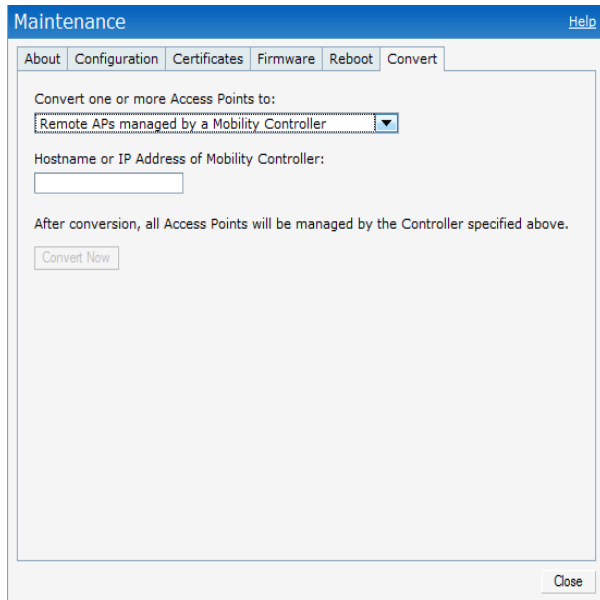 Maintenance
Help
About Configuration Certificates Firmware Reboot Convert
Convert one or more Access Points to:
Remote APs managed by a Mobility Controller
Hostname or IP Address of Mobility Controller:
After conversion, all Access Points will be managed by the Controller specified above.
Convert Now
Close